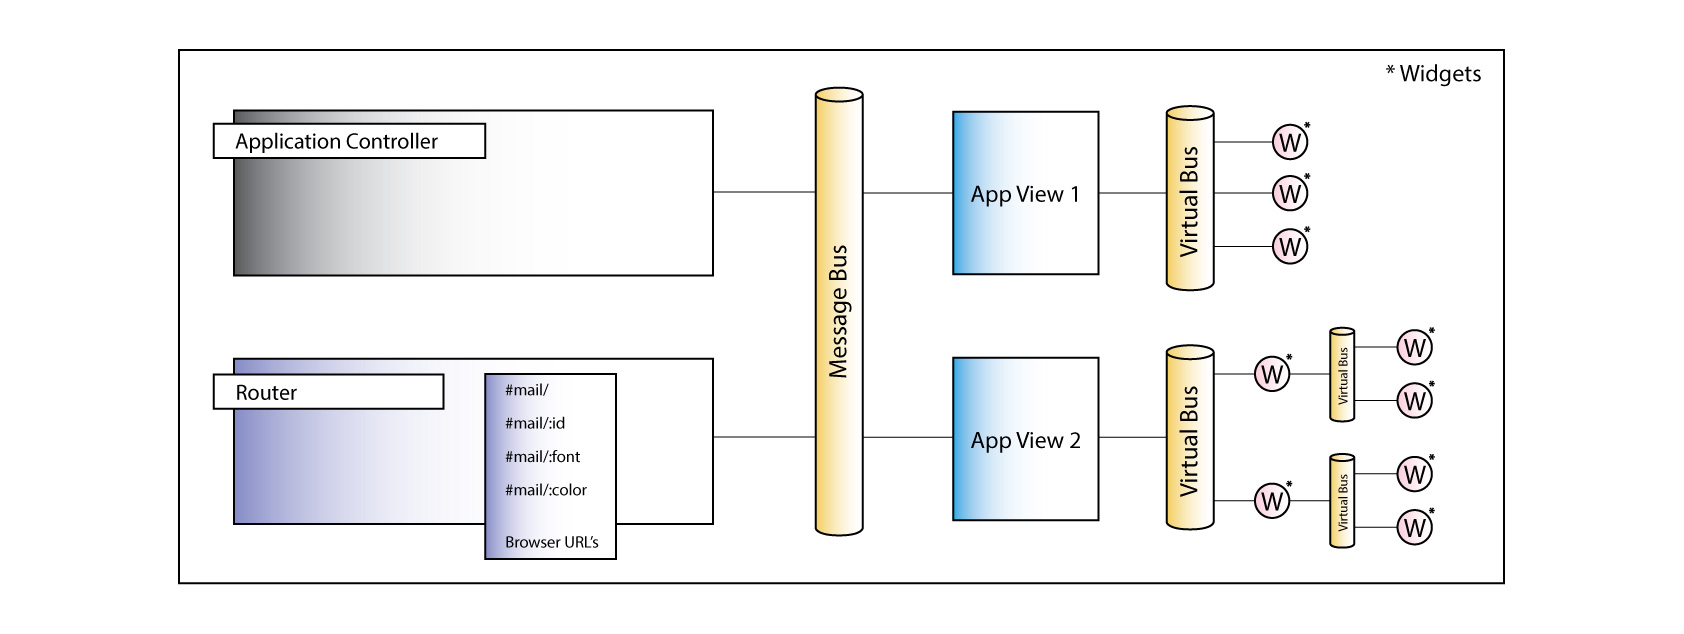 * Widgets
Application Controller
Message Bus
App View 1
Virtual Bus
W*
W*
W*
Router
#mail/
#mail/:id
#mail/:font
#mail/:color
Browser URL's
App View 2
Virtual Bus
W*
Virtual Bus
W*
W*
W*
Virtual Bus
W*
W*